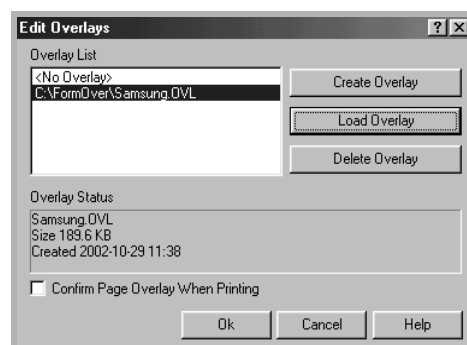 Edit Overlays
Overlay List
<No Overlay>
C:\FormOver\Samsung.OVL
Create Overlay
Load Overlay
Delete Overlay
Overlay Status
Samsung.OVL
Size 189.6 KB
Created 2002-10-29 11:38
Confirm Page Overlay When Printing
Ok Cancel Help